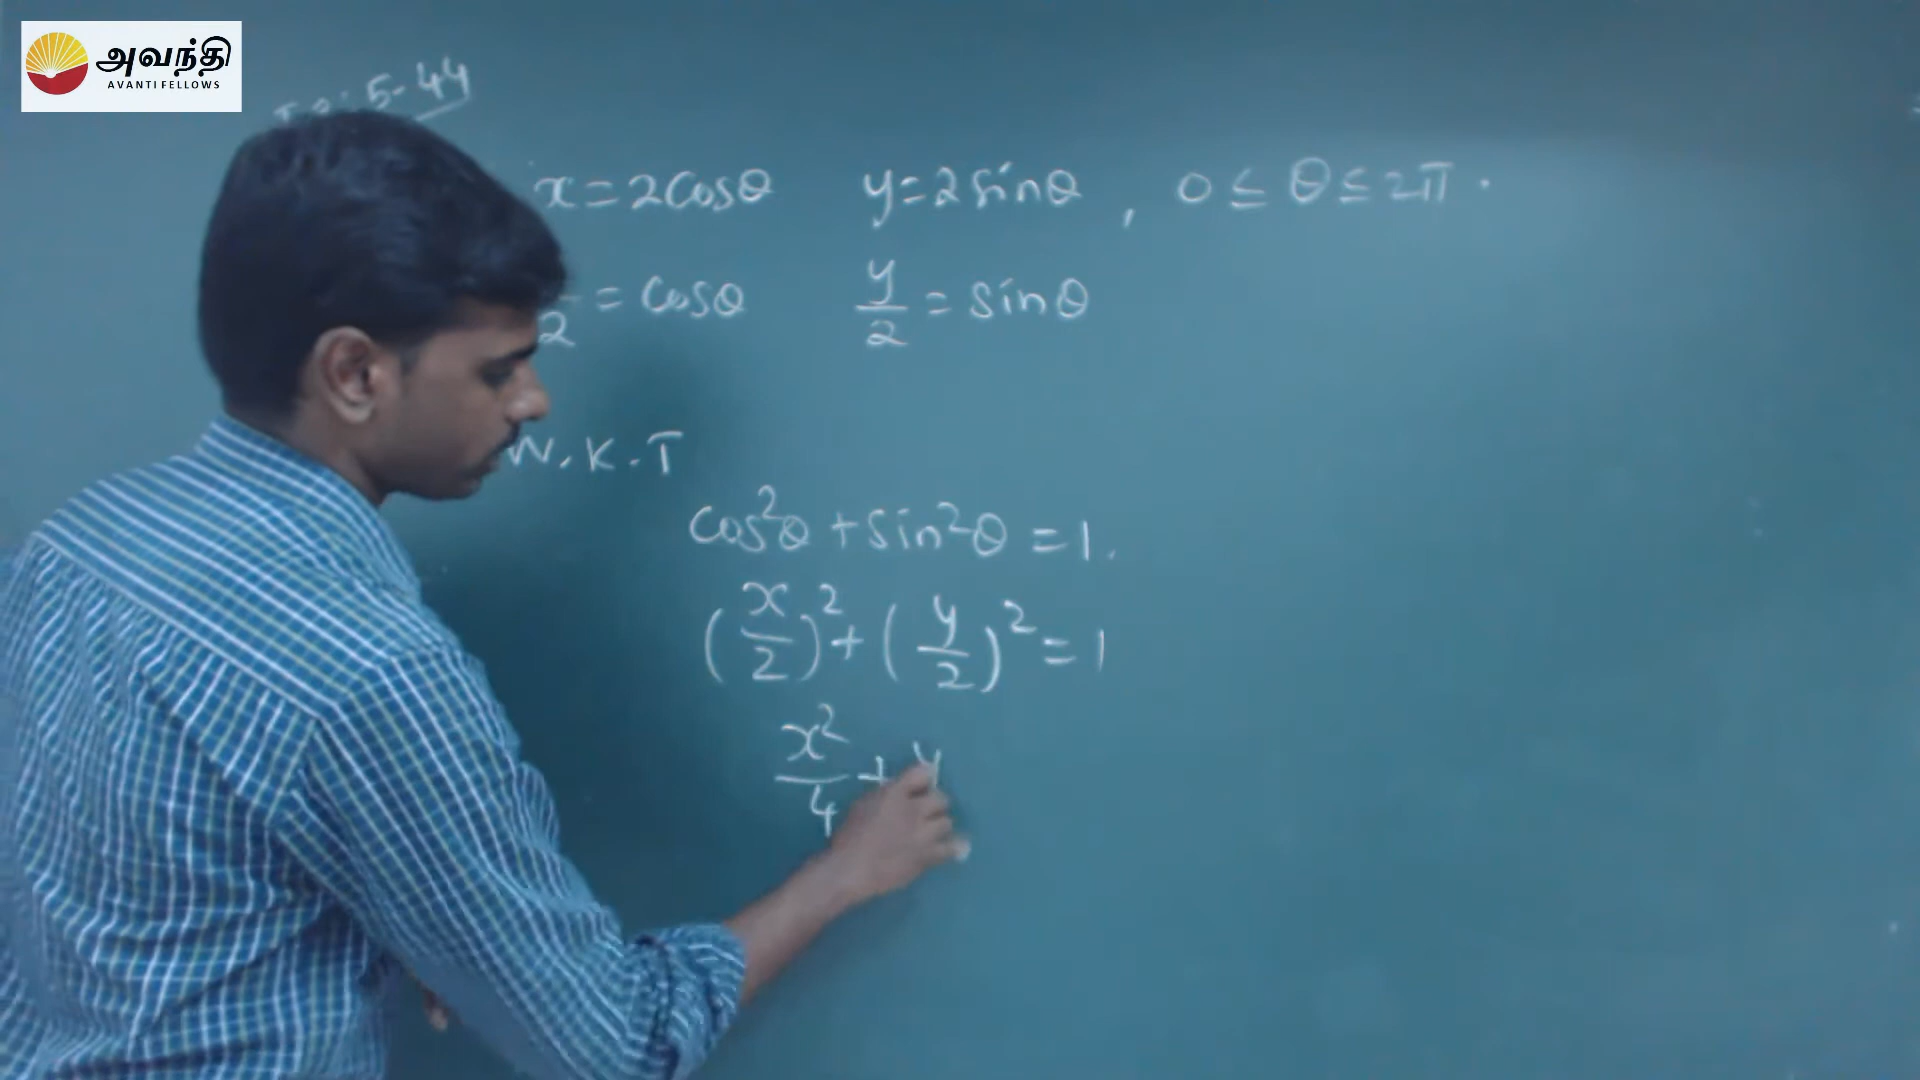 அவந்தி
AVANTI FELLOWS
5-44
x = 2cosθ y = 2sinθ , 0 ≤ θ ≤ 2π.
2 = cosθ y/2 = sinθ
W.K.T
cos²θ + sin²θ = 1.
(x/2)² + (y/2)² = 1
x²/4 + y